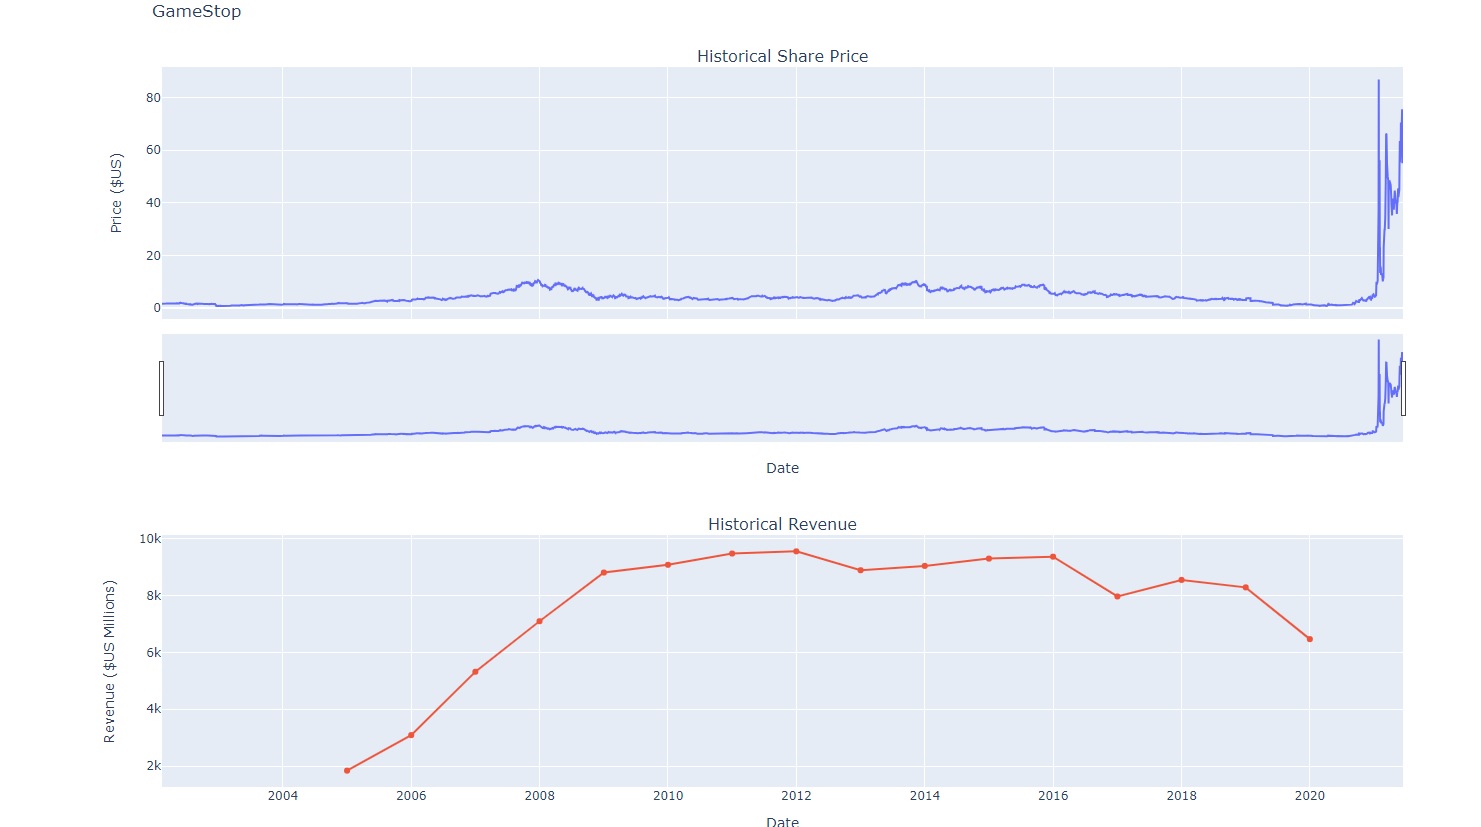 GameStop
Historical Share Price
80
60
40
20
0
Price ($US)
Date
Historical Revenue
10k
8k
6k
4k
2k
Revenue ($US Millions)
2004 2006 2008 2010 2012 2014 2016 2018 2020
Date